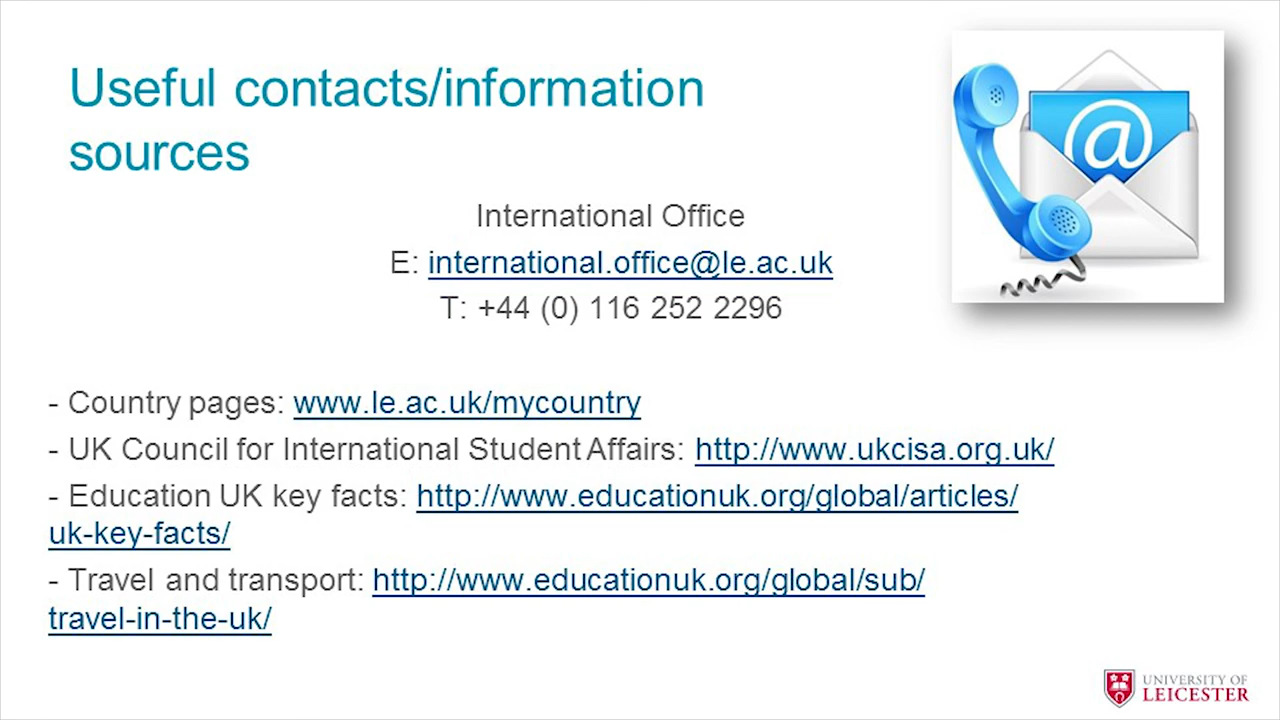 Useful contacts/information
sources
International Office
E: international.office@le.ac.uk
T: +44 (0) 116 252 2296
- Country pages: www.le.ac.uk/mycountry
- UK Council for International Student Affairs: http://www.ukcisa.org.uk/
- Education UK key facts: http://www.educationuk.org/global/articles/
uk-key-facts/
- Travel and transport: http://www.educationuk.org/global/sub/
travel-in-the-uk/
@
UNIVERSITY OF
LEICESTER